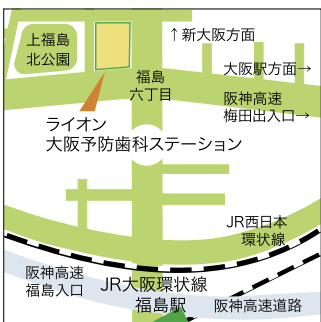 上福島
北公園
↑新大阪方面
大阪駅方面→
福島
六丁目
阪神高速
梅田出入口→
ライオン
大阪予防歯科ステーション
JR西日本
環状線
阪神高速
福島入口
JR大阪環状線
福島駅
阪神高速道路